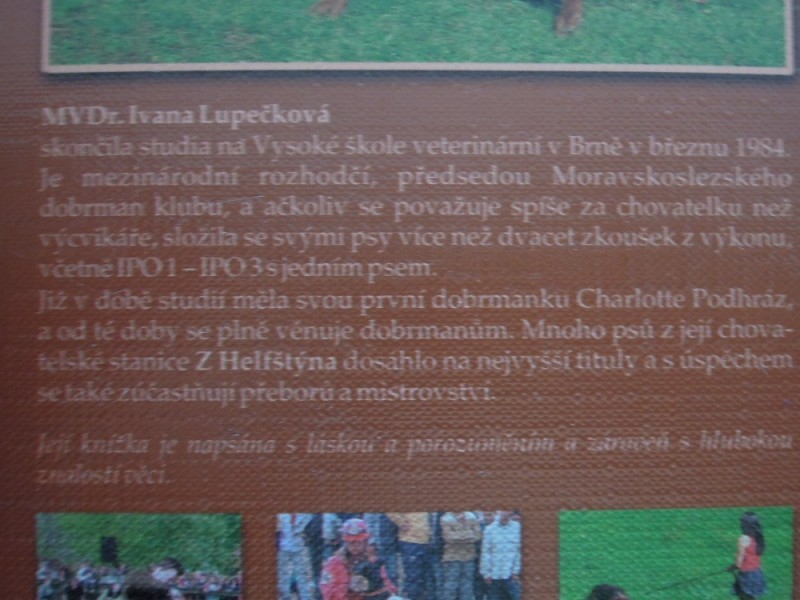 MVDr. Ivana Lupečková
skončila studia na Vysoké škole veterinární v Brně v březnu 1984.
Je mezinárodní rozhodčí, předsedou Moravskoslezského
dobrman klubu, a ačkoliv se považuje spíše za chovatelku než
výcvikáře, složila se svými psy více než dvacet zkoušek z výkonu,
včetně IPO 1 – IPO 3 s jedním psem.
Již v době studií měla svou první dobrmanku Charlotte Podhráz,
a od té doby se plně věnuje dobrmanům. Mnoho psů z její chova-
telské stanice Z Helfštýna dosáhlo na nejvyšší tituly a s úspěchem
se také zúčastňují přeborů a mistrovství.
Její knížka je napsána s láskou a porozuměním a zároveň s hlubokou
znalostí věci.